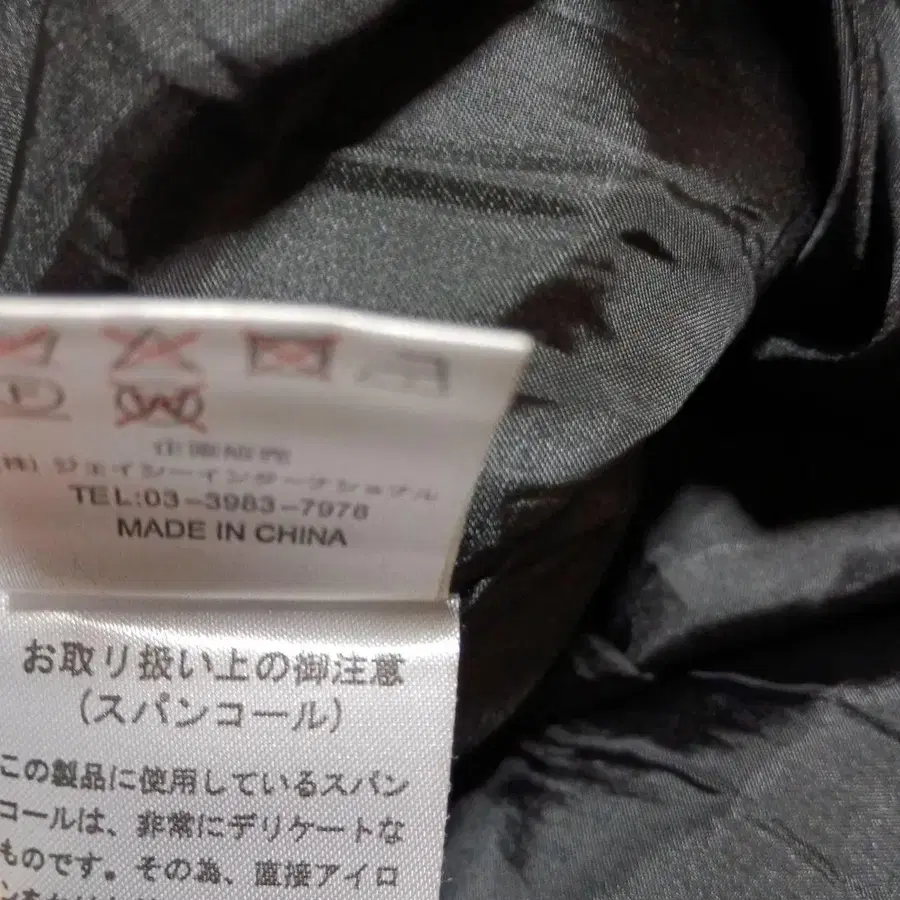 (株) ジェイシーインターナショナル
TEL:03-3983-7978
MADE IN CHINA
お取り扱い上の御注意
(スパンコール)
この製品に使用しているスパン
コールは、非常にデリケートな
ものです。その為、直接アイロ